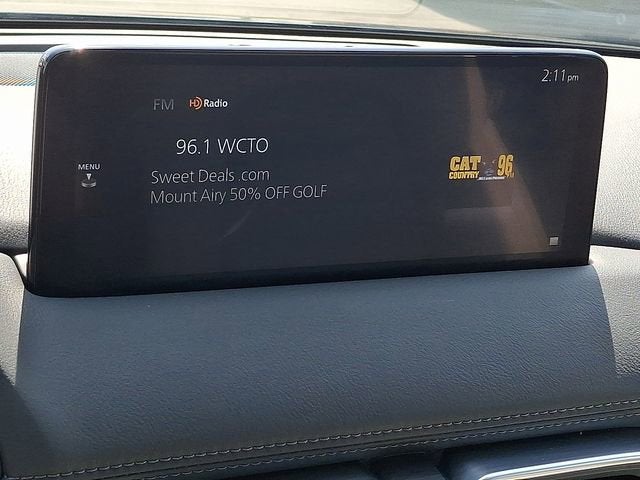 2:11 pm
FM HD Radio
96.1 WCTO
MENU
Sweet Deals .com
Mount Airy 50% OFF GOLF
CAT 96
COUNTRY